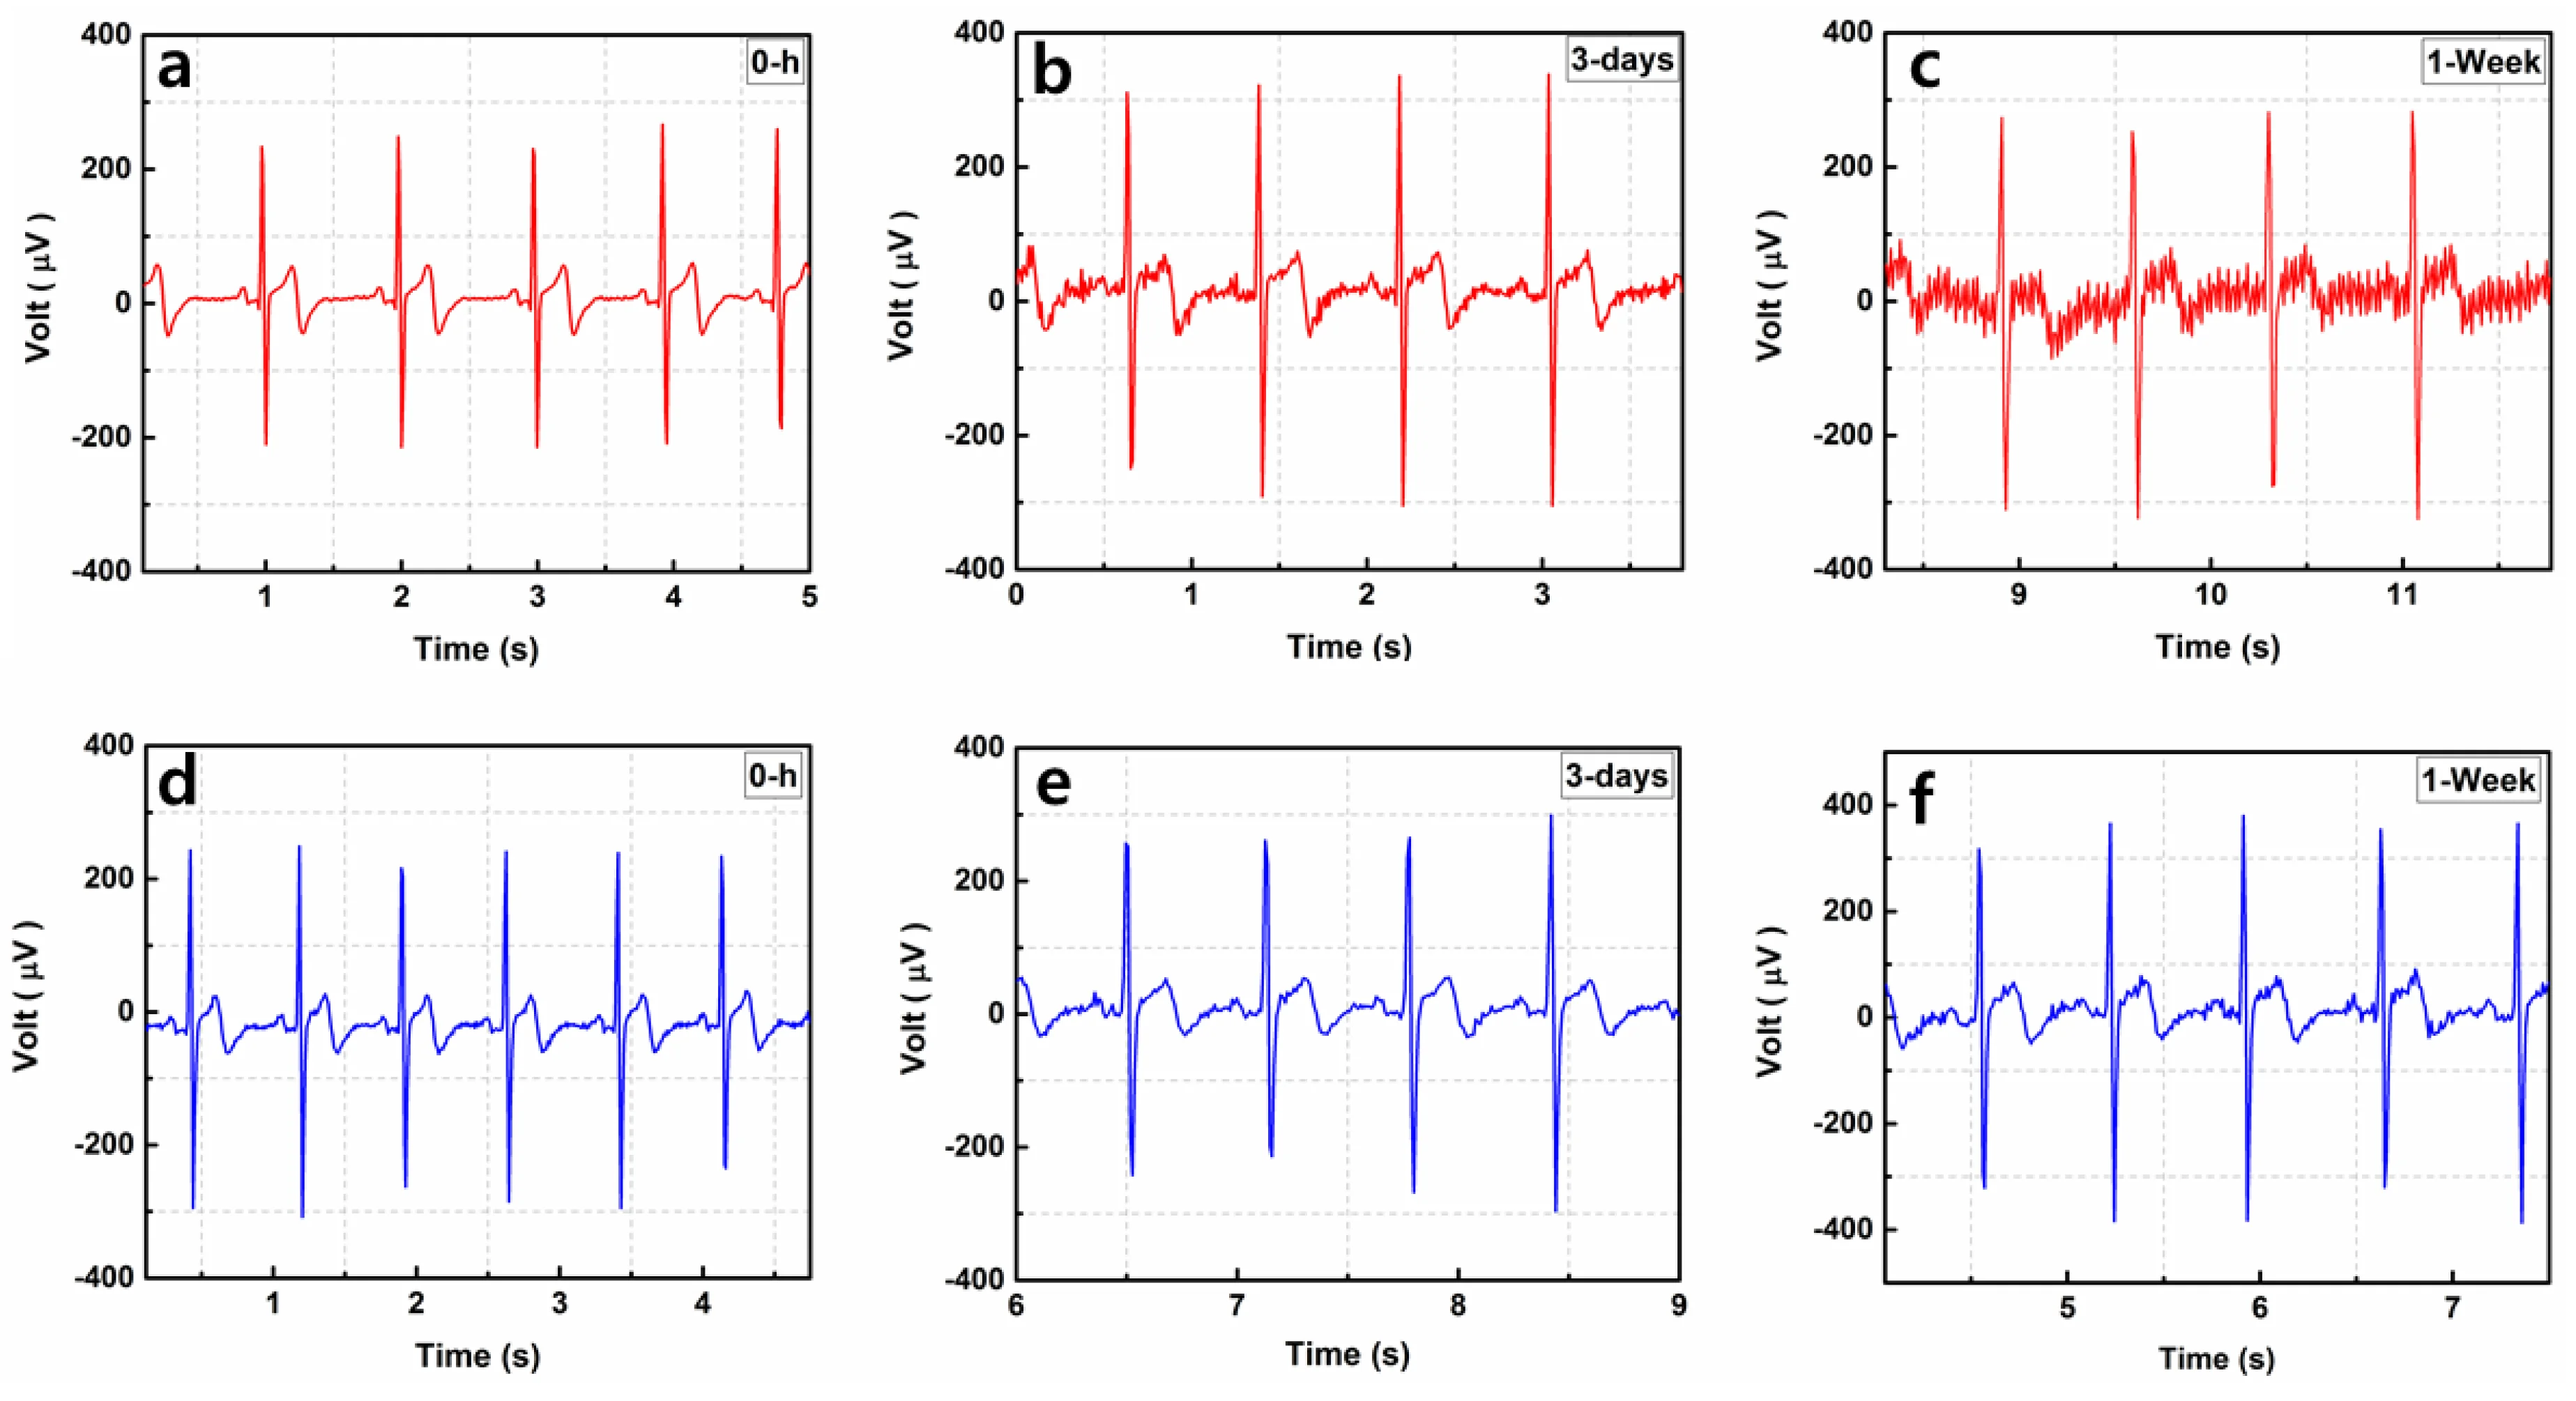 a
0-h
400
200
0
-200
-400
Volt ( μV )
1 2 3 4 5
Time (s)
b
3-days
400
200
0
-200
-400
Volt ( μV )
0 1 2 3
Time (s)
c
1-Week
400
200
0
-200
-400
Volt ( μV )
9 10 11
Time (s)
d
0-h
400
200
0
-200
-400
Volt ( μV )
1 2 3 4
Time (s)
e
3-days
400
200
0
-200
-400
Volt ( μV )
6 7 8 9
Time (s)
f
1-Week
400
200
0
-200
-400
Volt ( μV )
5 6 7
Time (s)